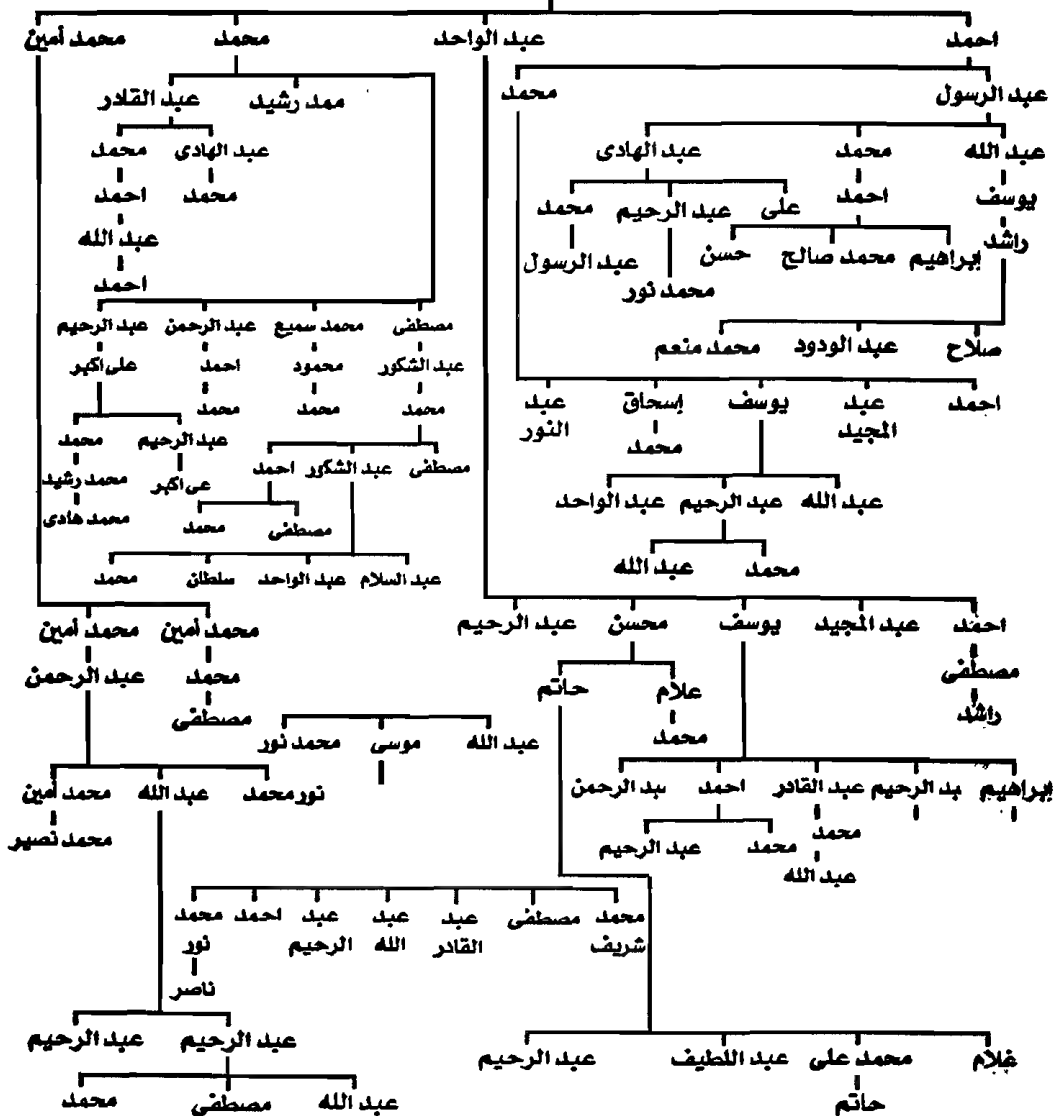 احمد عبد الواحد محمد محمد أمين
عبد الرسول محمد
ممد رشيد عبد القادر
عبد الله محمد عبد الهادى
عبد الهادى محمد
يوسف احمد
محمد احمد
على عبد الرحيم محمد
راشد
عبد الله
إبراهيم محمد صالح حسن
عبد الرسول
احمد
محمد نور
مصطفى محمد سميع عبد الرحمن عبد الرحيم
صلاح عبد الودود محمد منعم
عبد الشكور محمود احمد على اكبر
محمد محمد محمد
احمد عبد يوسف إسحاق عبد
المجيد النور
محمد
عبد الرحيم محمد
مصطفى عبد الشكور احمد
عى اكبر محمد رشيد
عبد الله عبد الرحيم عبد الواحد
مصطفى محمد
محمد هادى
محمد عبد الله
عبد السلام عبد الواحد سلطان محمد
احمد عبد المجيد يوسف محسن عبد الرحيم
محمد أمين محمد أمين
مصطفى
محمد عبد الرحمن
علام حاتم
راشد
مصطفى
محمد
عبد الله موسى محمد نور
إبراهيم بد الرحيم عبد القادر احمد بد الرحمن
نور محمد عبد الله محمد أمين
محمد
محمد عبد الرحيم
محمد نصير
عبد الله
محمد مصطفى عبد عبد عبد احمد محمد
شريف القادر الله الرحيم نور
ناصر
عبد الرحيم عبد الرحيم
غلام محمد على عبد اللطيف عبد الرحيم
حاتم
عبد الله مصطفى محمد